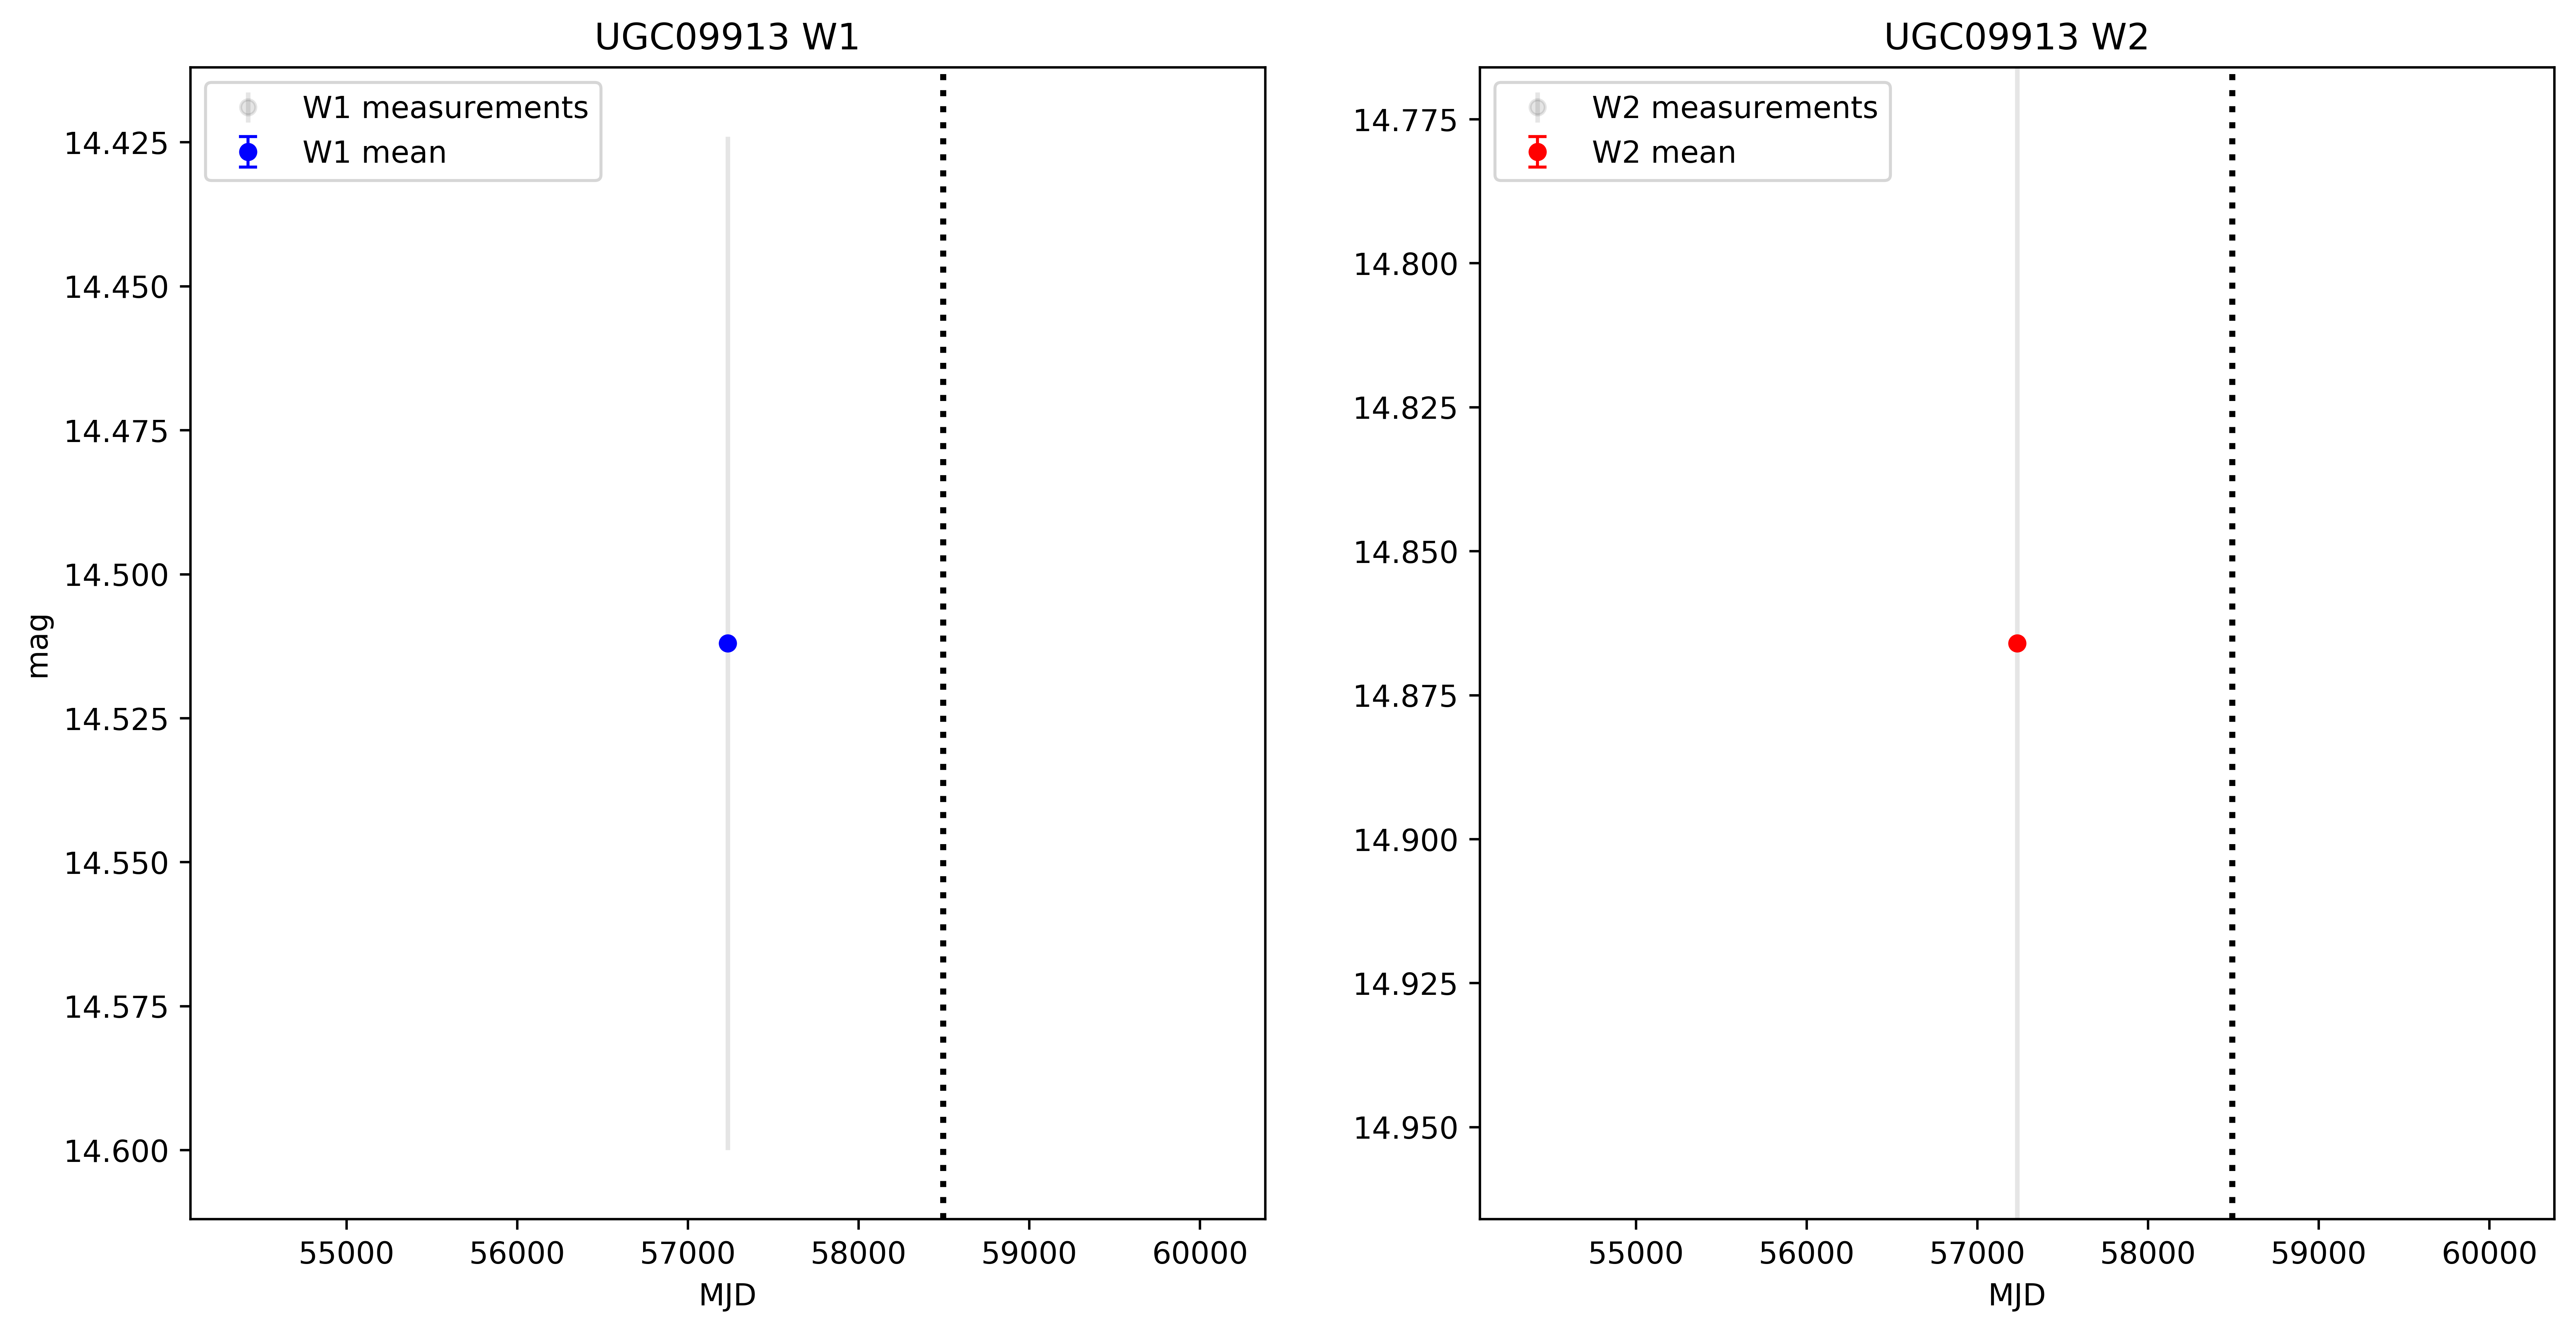 UGC09913 W1
W1 measurements
W1 mean
14.425
14.450
14.475
14.500
14.525
14.550
14.575
14.600
mag
55000 56000 57000 58000 59000 60000
MJD
UGC09913 W2
W2 measurements
W2 mean
14.775
14.800
14.825
14.850
14.875
14.900
14.925
14.950
55000 56000 57000 58000 59000 60000
MJD